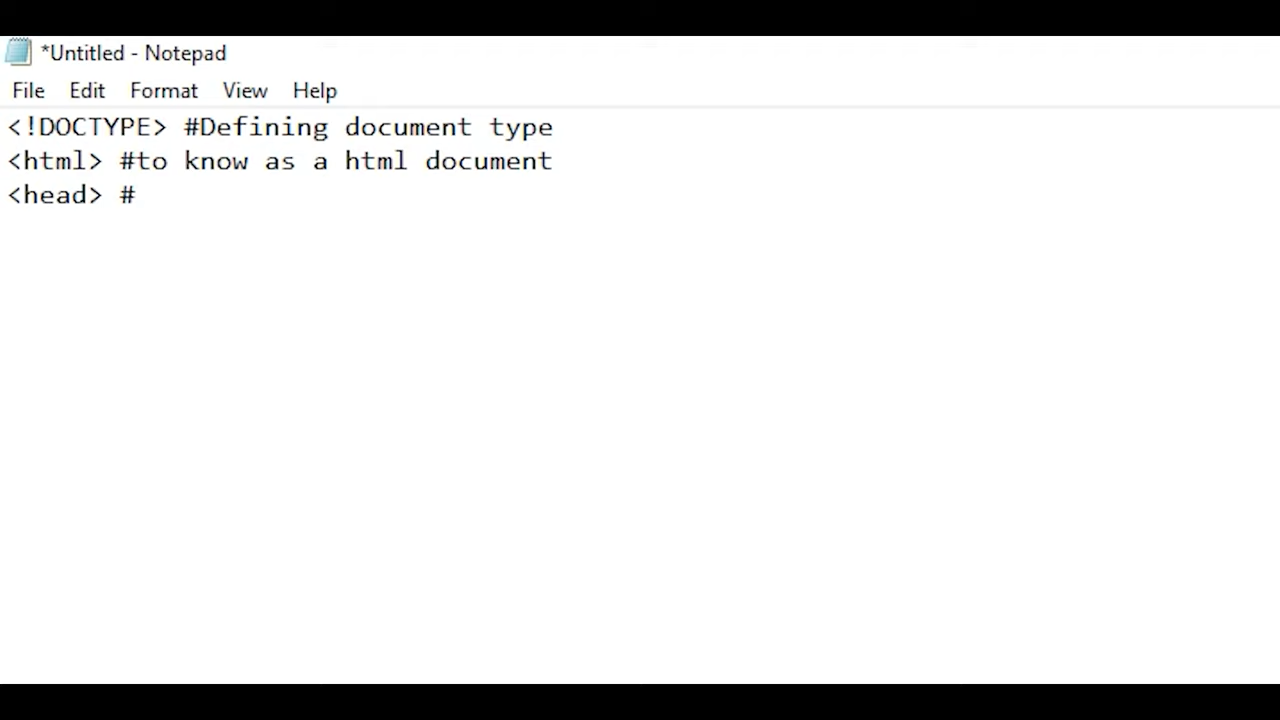 *Untitled - Notepad
File Edit Format View Help
<!DOCTYPE> #Defining document type
<html> #to know as a html document
<head> #